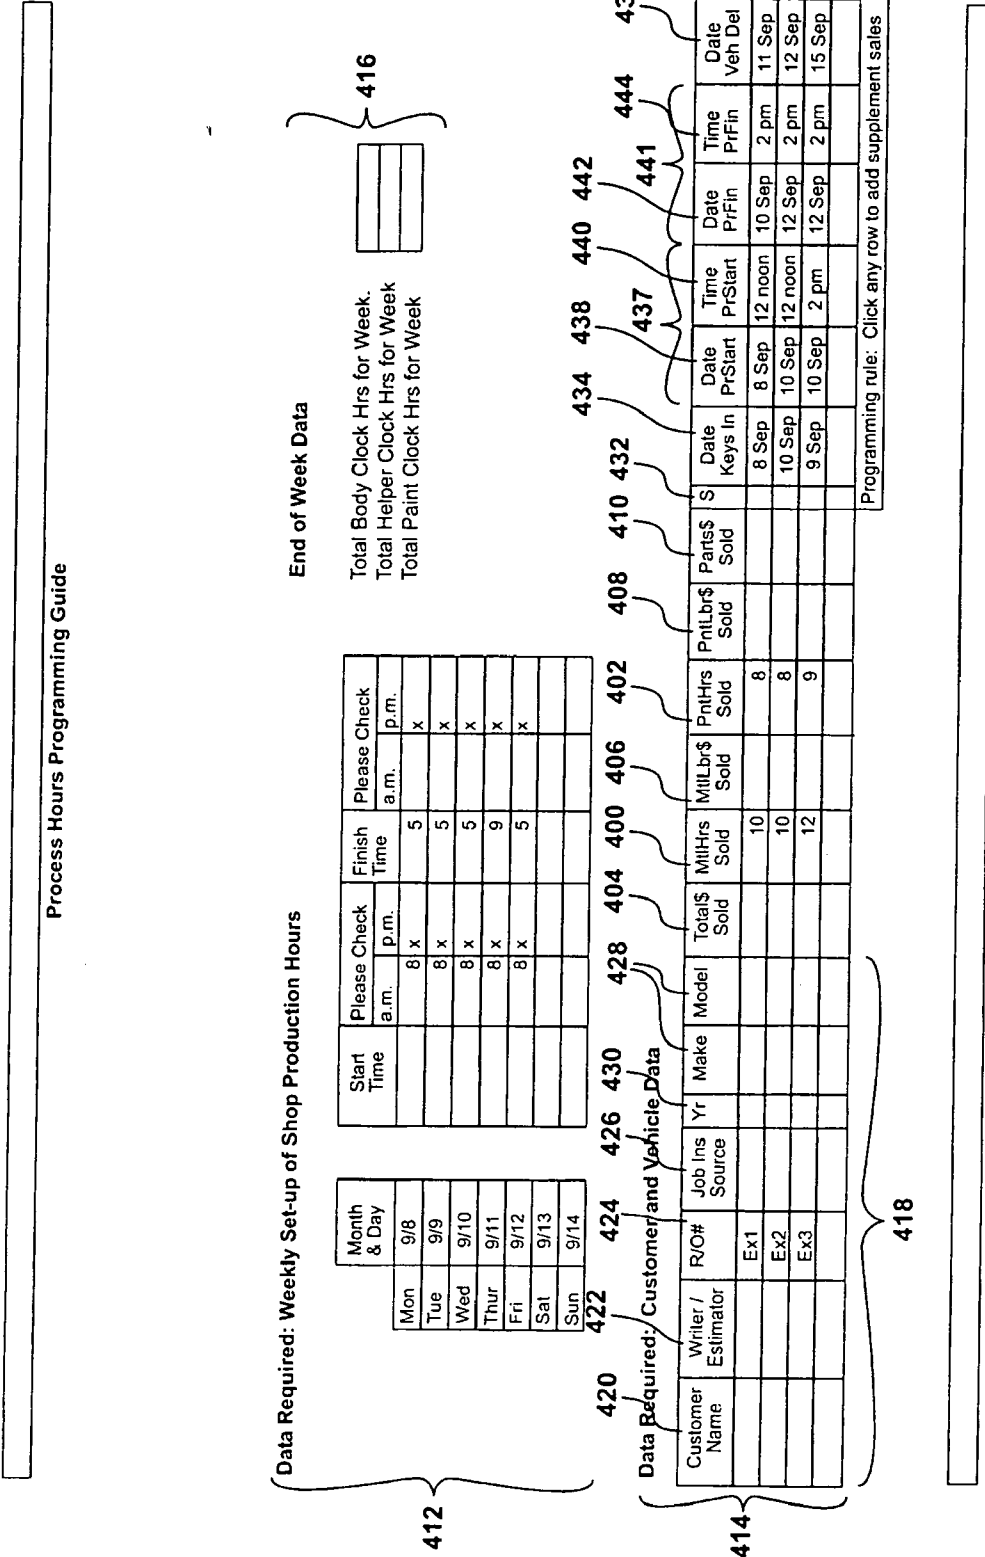 Process Hours Programming Guide
Data Required: Weekly Set-up of Shop Production Hours
End of Week Data
412
416
Month & Day
Start Time
Please Check
Finish Time
Please Check
a.m. p.m. a.m. p.m.
Mon 9/8 8 x 5 x
Tue 9/9 8 x 5 x
Wed 9/10 8 x 5 x
Thur 9/11 8 x 9 x
Fri 9/12 8 x 5 x
Sat 9/13
Sun 9/14
Total Body Clock Hrs for Week.
Total Helper Clock Hrs for Week
Total Paint Clock Hrs for Week
420 422 424 426 430 428 404 400 406 402 408 410 432 434 438 440 442 444
437 441
Data Required: Customer and Vehicle Data
414
Customer Name
Writer / Estimator
R/O#
Job Ins Source
Yr
Make
Model
Total$ Sold
MtlHrs Sold
MtlLbr$ Sold
PntHrs Sold
PntLbr$ Sold
Parts$ Sold
S
Date Keys In
Date PrStart
Time PrStart
Date PrFin
Time PrFin
Date Veh Del
Ex1 10 8 8 Sep 8 Sep 12 noon 10 Sep 2 pm 11 Sep
Ex2 10 8 10 Sep 10 Sep 12 noon 12 Sep 2 pm 12 Sep
Ex3 12 9 9 Sep 10 Sep 2 pm 12 Sep 2 pm 15 Sep
Programming rule: Click any row to add supplement sales
418